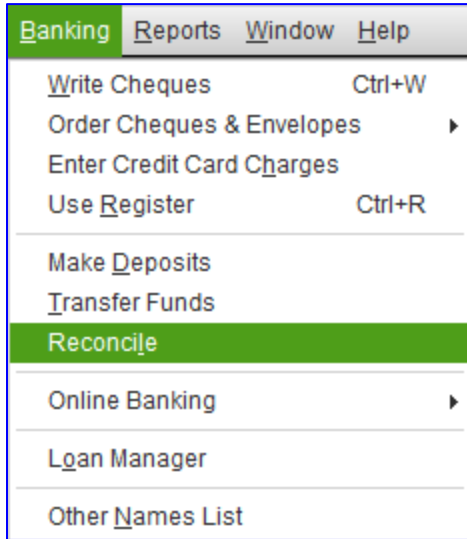 Banking Reports Window Help
Write Cheques Ctrl+W
Order Cheques & Envelopes
Enter Credit Card Charges
Use Register Ctrl+R
Make Deposits
Transfer Funds
Reconcile
Online Banking
Loan Manager
Other Names List